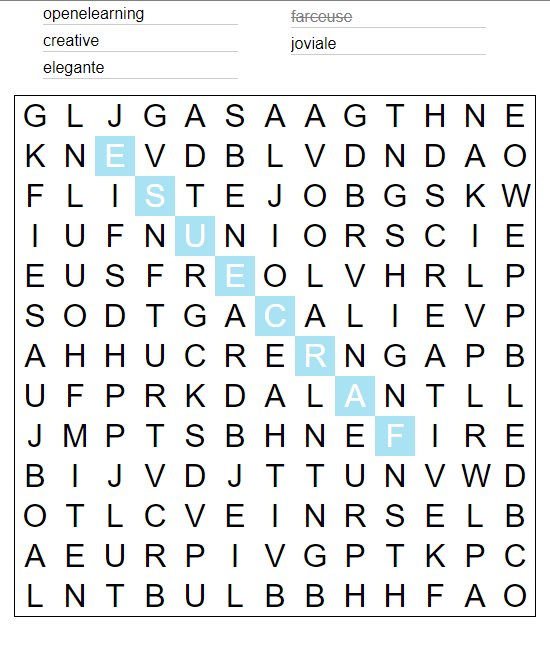 openelearning farceuse
creative joviale
elegante
G L J G A S A A G T H N E
K N E V D B L V D N D A O
F L I S T E J O B G S K W
I U F N U N I O R S C I E
E U S F R E O L V H R L P
S O D T G A C A L I E V P
A H H U C R E R N G A P B
U F P R K D A L A N T L L
J M P T S B H N E F I R E
B I J V D J T T U N V W D
O T L C V E I N R S E L B
A E U R P I V G P T K P C
L N T B U L B B H H F A O